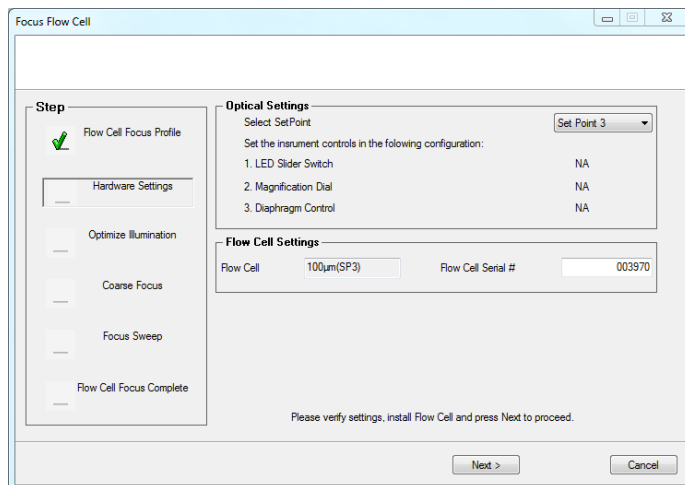 Focus Flow Cell
Step
Flow Cell Focus Profile
Hardware Settings
Optimize Illumination
Coarse Focus
Focus Sweep
Flow Cell Focus Complete
Optical Settings
Select SetPoint
Set Point 3
Set the insrument controls in the folowing configuration:
1. LED Slider Switch NA
2. Magnification Dial NA
3. Diaphragm Control NA
Flow Cell Settings
Flow Cell 100µm(SP3) Flow Cell Serial # 003970
Please verify settings, install Flow Cell and press Next to proceed.
Next > Cancel